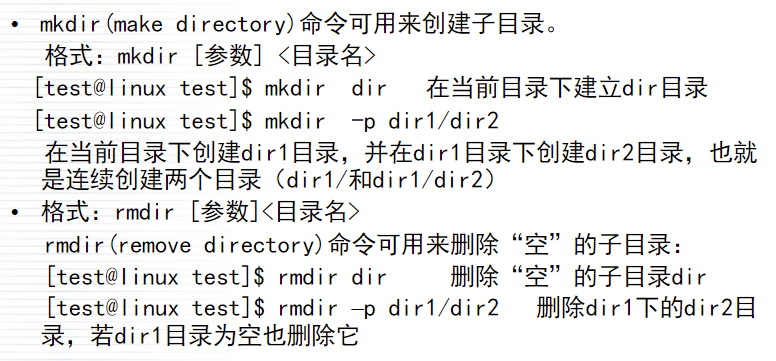 • mkdir(make directory)命令可用来创建子目录。
格式：mkdir [参数] <目录名>
[test@linux test]$ mkdir dir 在当前目录下建立dir目录
[test@linux test]$ mkdir -p dir1/dir2
在当前目录下创建dir1目录，并在dir1目录下创建dir2目录，也就
是连续创建两个目录（dir1/和dir1/dir2）
• 格式：rmdir [参数]<目录名>
rmdir(remove directory)命令可用来删除“空”的子目录：
[test@linux test]$ rmdir dir 删除“空”的子目录dir
[test@linux test]$ rmdir –p dir1/dir2 删除dir1下的dir2目
录，若dir1目录为空也删除它